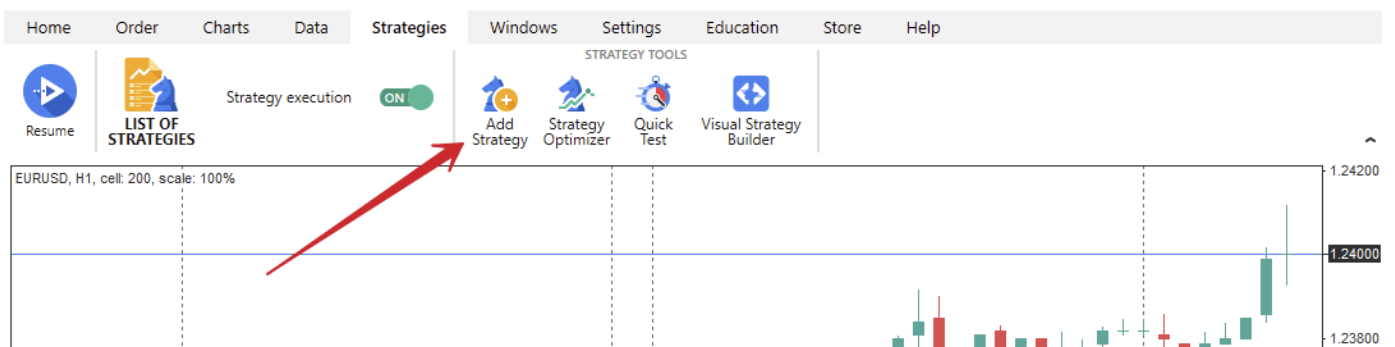 Home Order Charts Data Strategies Windows Settings Education Store Help
STRATEGY TOOLS
Resume
LIST OF
STRATEGIES
Strategy execution ON
Add
Strategy
Strategy
Optimizer
Quick
Test
Visual Strategy
Builder
EURUSD, H1, cell: 200, scale: 100%
1.24200
1.24000
1.23800